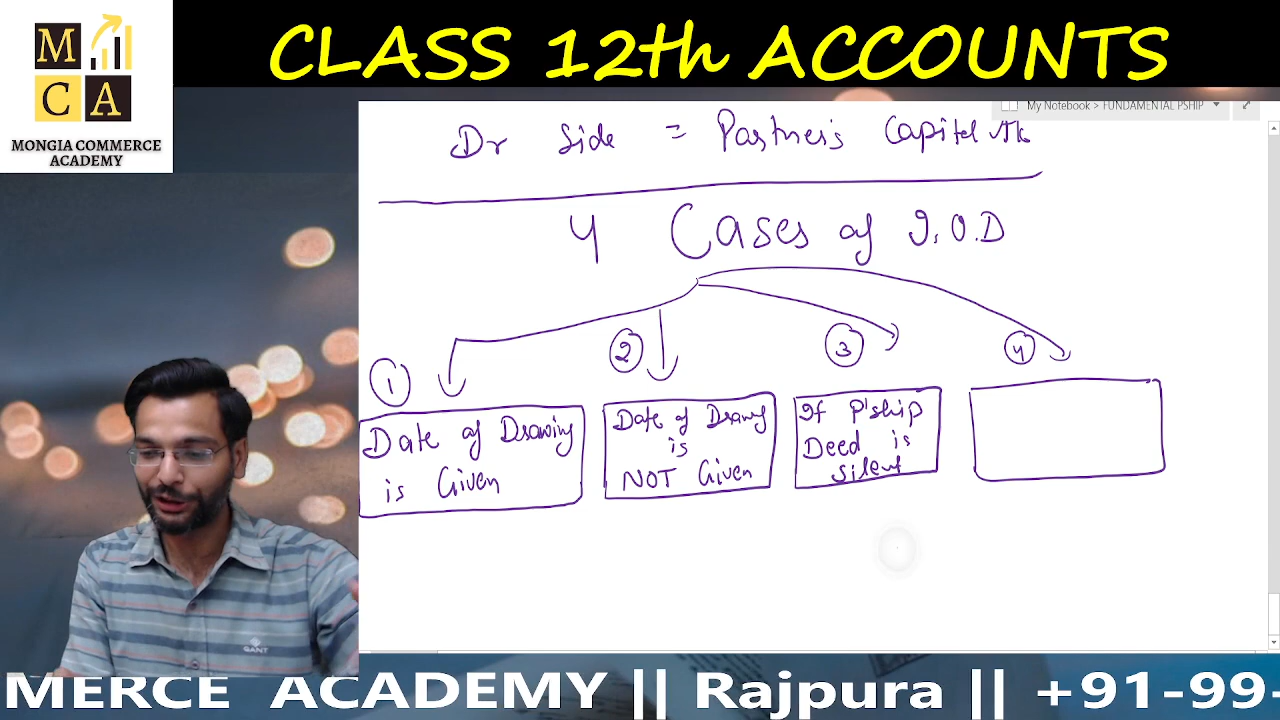 M
C A
MONGIA COMMERCE
ACADEMY
CLASS 12th ACCOUNTS
My Notebook > FUNDAMENTAL PSHIP
Dr Side = Partner's Capital A/c
4 Cases of I.O.D
1
2
3
4
Date of Drawing
is Given
Date of Drawing
is
NOT Given
If P'ship
Deed is
silent
GANT
MERCE ACADEMY || Rajpura || +91-99-